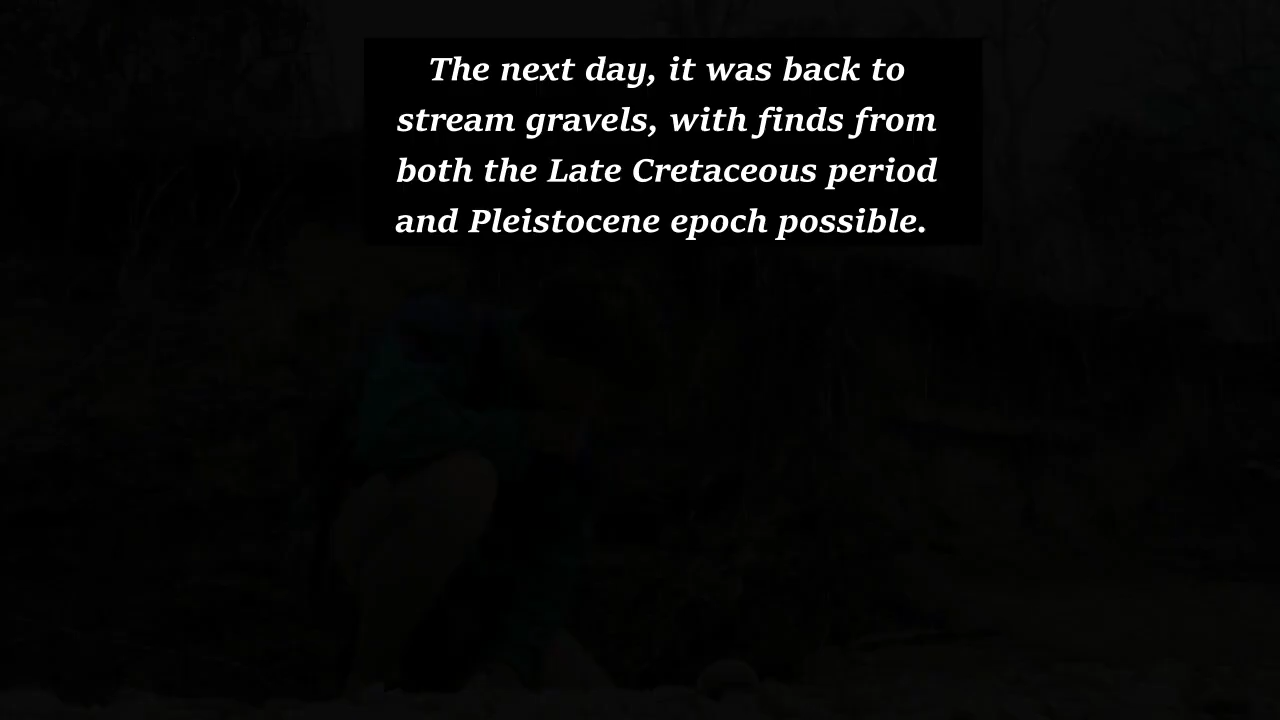 The next day, it was back to
stream gravels, with finds from
both the Late Cretaceous period
and Pleistocene epoch possible.